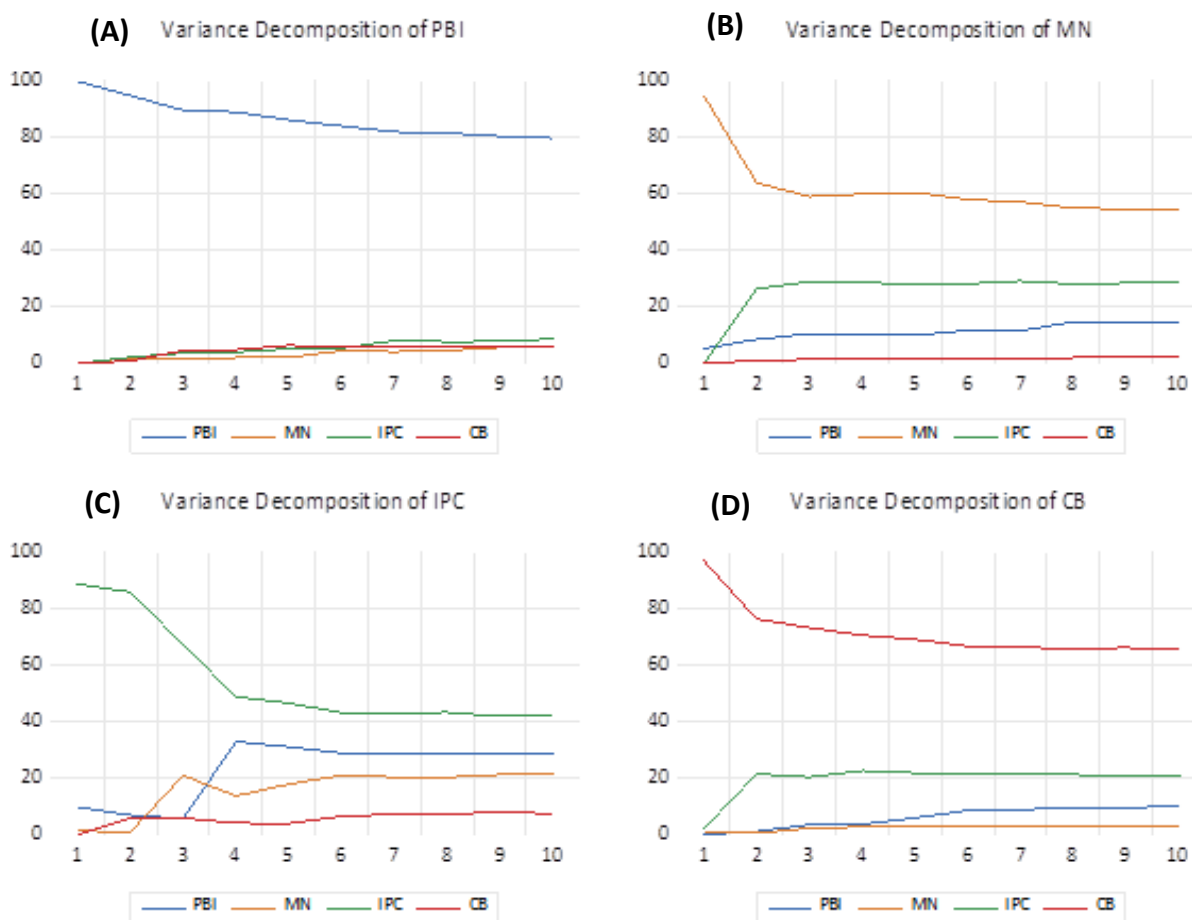 (A) Variance Decomposition of PBI
100
80
60
40
20
0
1 2 3 4 5 6 7 8 9 10
PBI MN IPC CB
(B) Variance Decomposition of MN
100
80
60
40
20
0
1 2 3 4 5 6 7 8 9 10
PBI MN IPC CB
(C) Variance Decomposition of IPC
100
80
60
40
20
0
1 2 3 4 5 6 7 8 9 10
PBI MN IPC CB
(D) Variance Decomposition of CB
100
80
60
40
20
0
1 2 3 4 5 6 7 8 9 10
PBI MN IPC CB